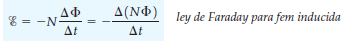 ℰ = −N ΔΦ/Δt = − Δ(NΦ)/Δt ley de Faraday para fem inducida